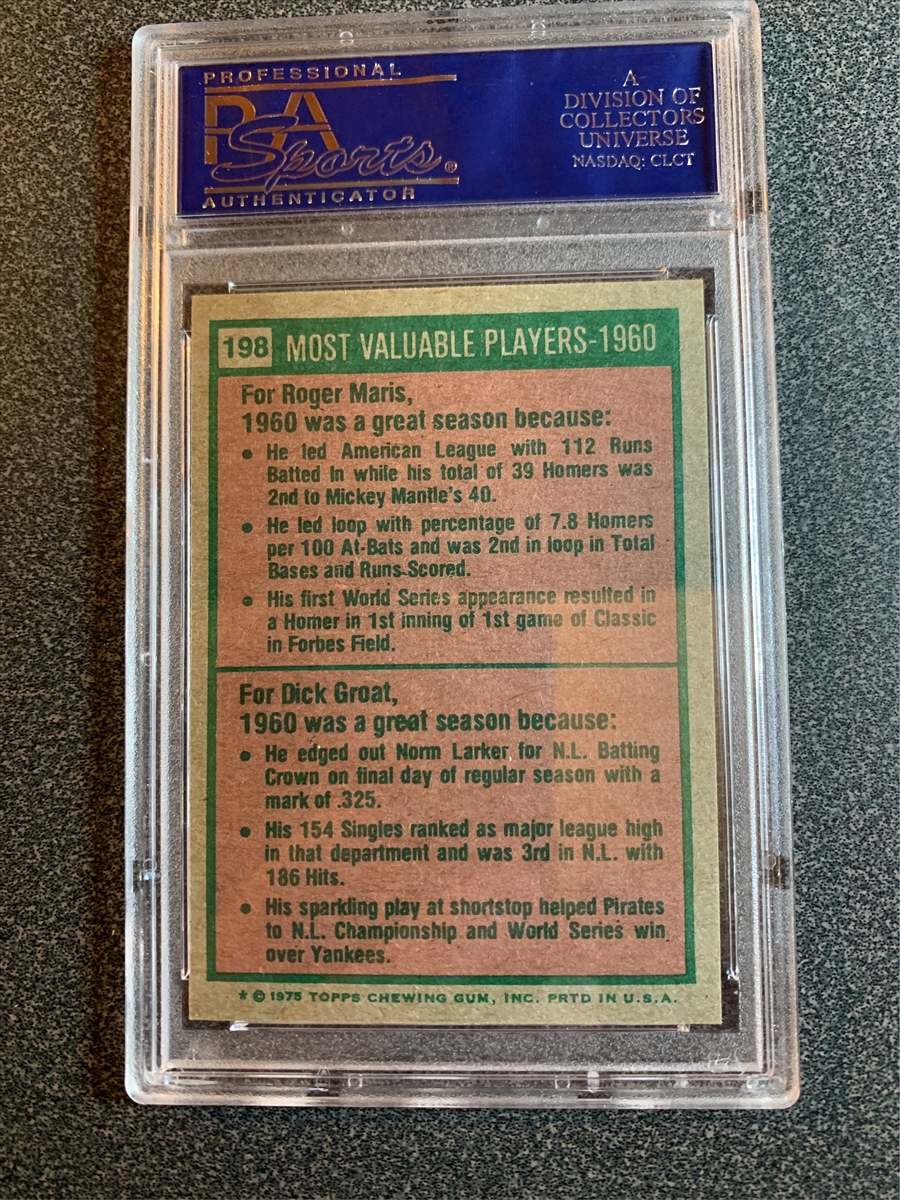 PROFESSIONAL
PSA
Sports®
AUTHENTICATOR
A
DIVISION OF
COLLECTORS
UNIVERSE
NASDAQ: CLCT
198 MOST VALUABLE PLAYERS-1960
For Roger Maris,
1960 was a great season because:
• He led American League with 112 Runs
Batted In while his total of 39 Homers was
2nd to Mickey Mantle's 40.
• He led loop with percentage of 7.8 Homers
per 100 At-Bats and was 2nd in loop in Total
Bases and Runs Scored.
• His first World Series appearance resulted in
a Homer in 1st inning of 1st game of Classic
in Forbes Field.
For Dick Groat,
1960 was a great season because:
• He edged out Norm Larker for N.L. Batting
Crown on final day of regular season with a
mark of .325.
• His 154 Singles ranked as major league high
in that department and was 3rd in N.L. with
186 Hits.
• His sparkling play at shortstop helped Pirates
to N.L. Championship and World Series win
over Yankees.
* © 1975 TOPPS CHEWING GUM, INC. PRTD IN U.S.A.